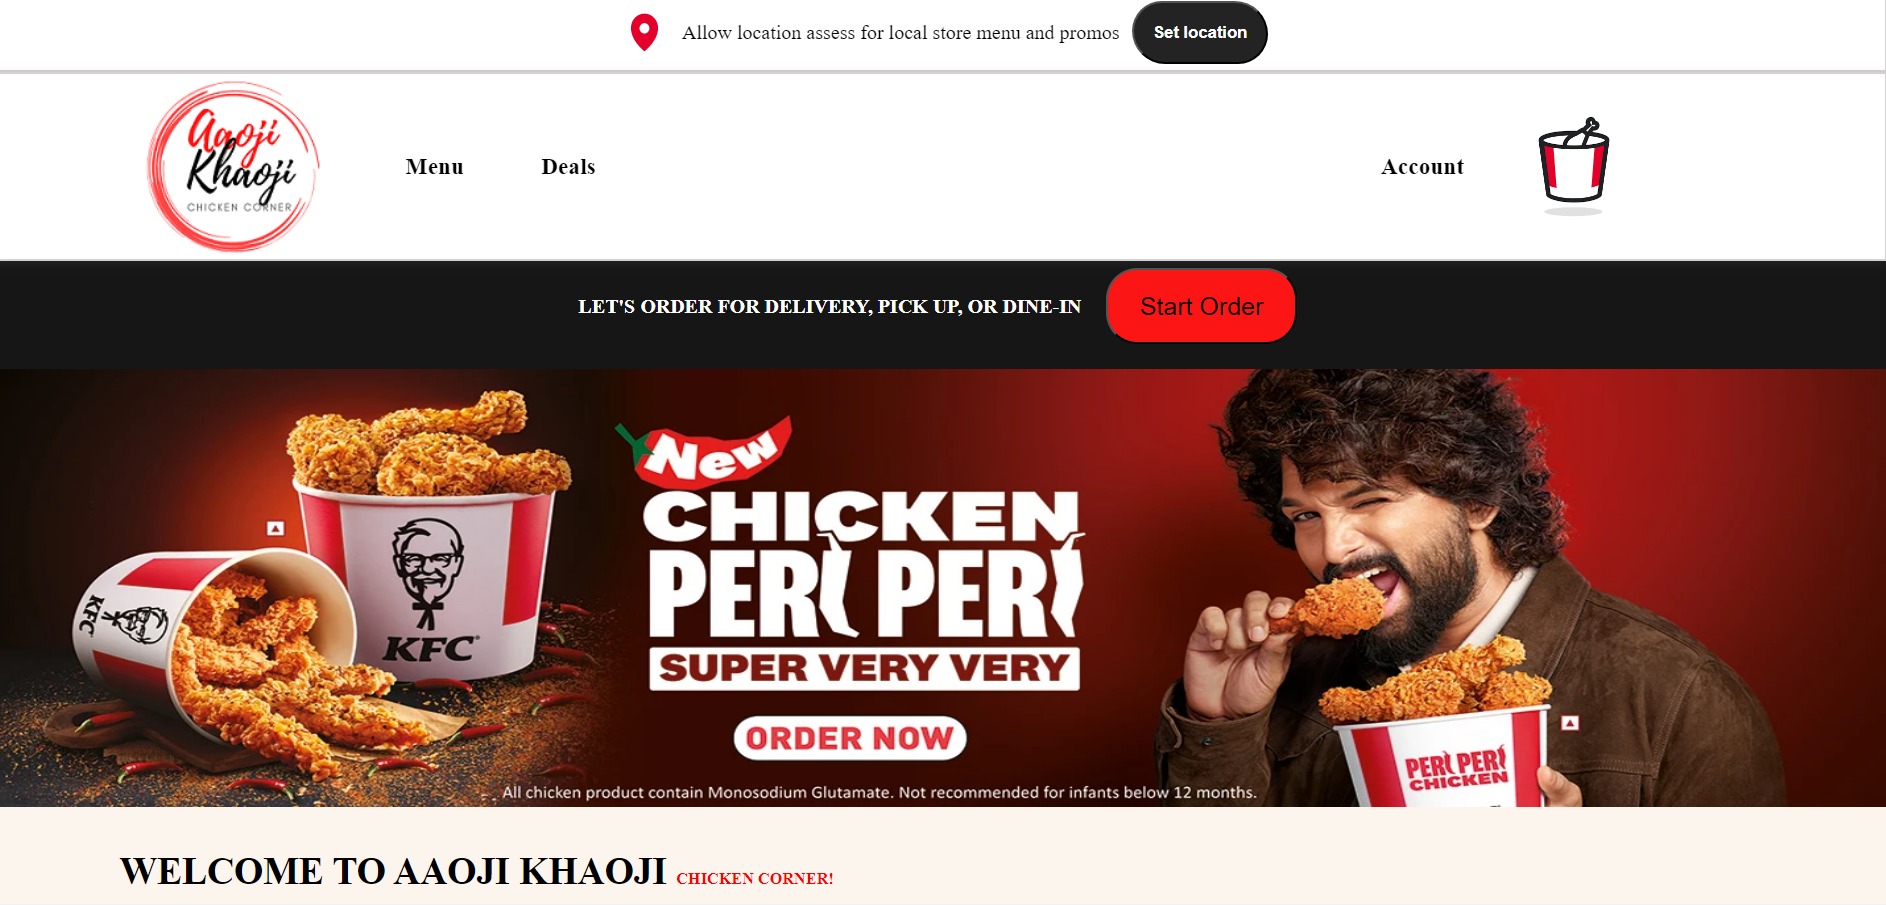 Allow location assess for local store menu and promos Set location
Aaoji
Khaoji
CHICKEN CORNER
Menu Deals Account
LET'S ORDER FOR DELIVERY, PICK UP, OR DINE-IN Start Order
New
CHICKEN
PERI PERI
SUPER VERY VERY
ORDER NOW
KFC
KFC
PERI PERI
CHICKEN
All chicken product contain Monosodium Glutamate. Not recommended for infants below 12 months.
WELCOME TO AAOJI KHAOJI CHICKEN CORNER!